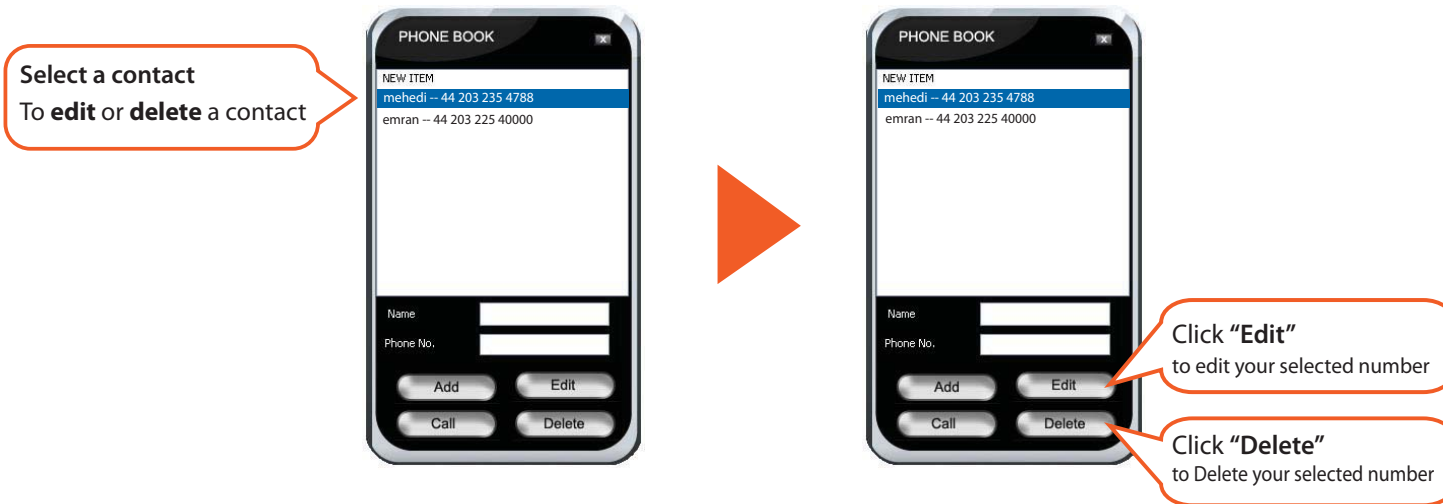 Select a contact
To edit or delete a contact
PHONE BOOK
x
NEW ITEM
mehedi -- 44 203 235 4788
emran -- 44 203 225 40000
Name
Phone No.
Add Edit
Call Delete
PHONE BOOK
x
NEW ITEM
mehedi -- 44 203 235 4788
emran -- 44 203 225 40000
Name
Phone No.
Add Edit
Call Delete
Click “Edit”
to edit your selected number
Click “Delete”
to Delete your selected number